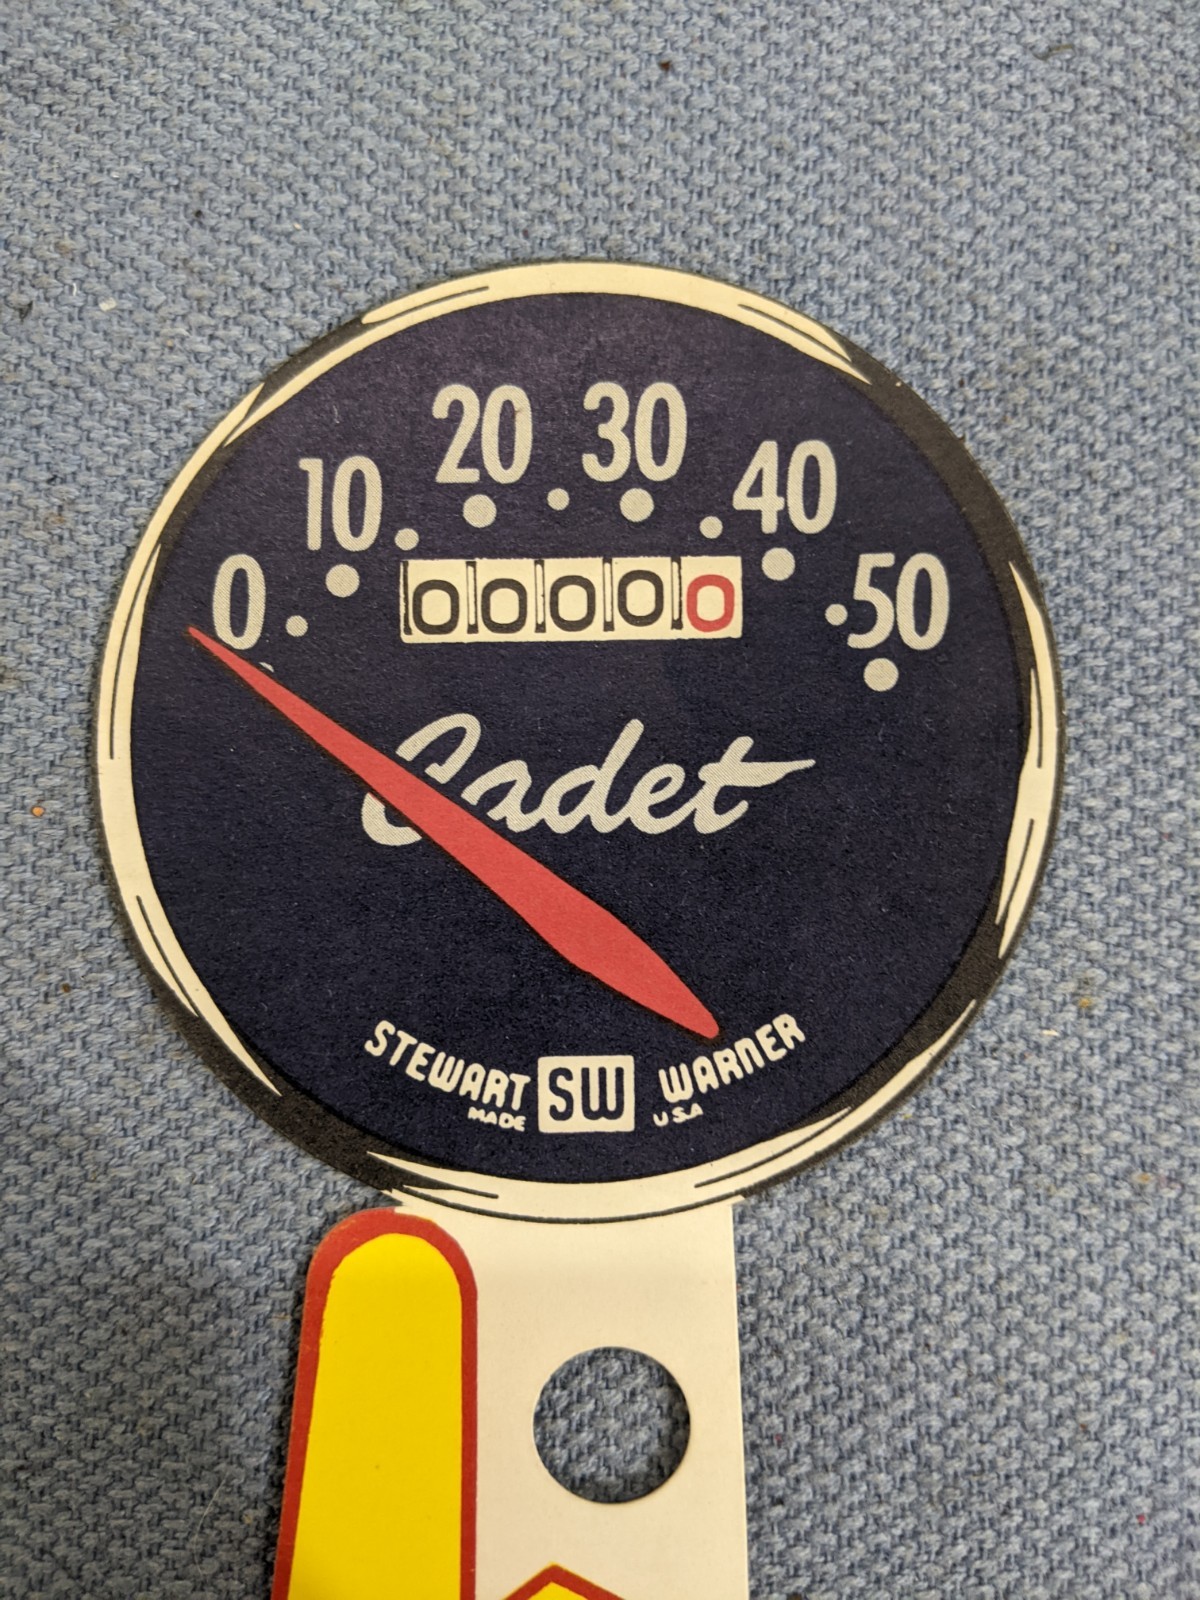 0 10 20 30 40 50
00000
Cadet
STEWART SW WARNER
MADE U.S.A